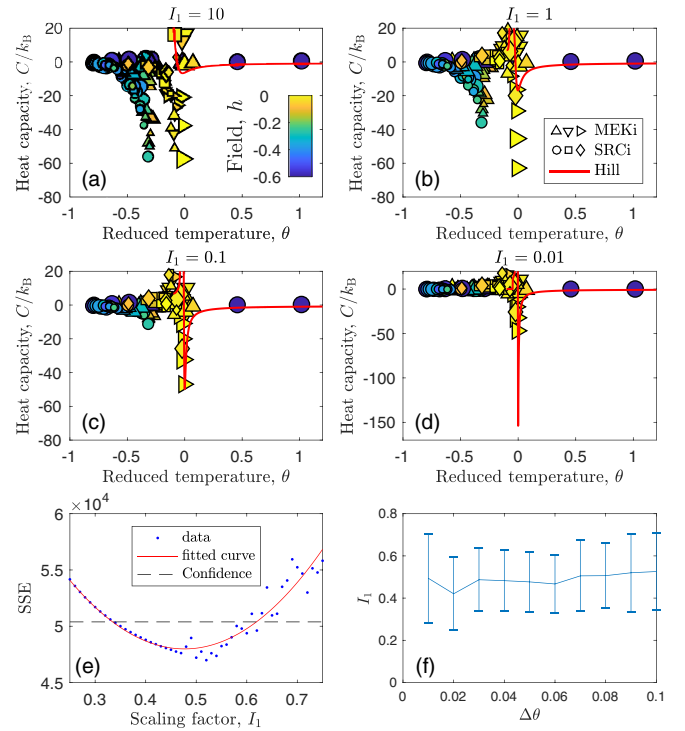 I₁ = 10
Heat capacity, C/k_B
20
0
-20
-40
-60
-80
-1
-0.5
0
0.5
1
Reduced temperature, θ
(a)
Field, h
0
-0.2
-0.4
-0.6
I₁ = 1
Heat capacity, C/k_B
20
0
-20
-40
-60
-80
-1
-0.5
0
0.5
1
Reduced temperature, θ
(b)
MEKi
SRCi
Hill
I₁ = 0.1
Heat capacity, C/k_B
20
0
-20
-40
-60
-80
-1
-0.5
0
0.5
1
Reduced temperature, θ
(c)
I₁ = 0.01
Heat capacity, C/k_B
0
-50
-100
-150
-1
-0.5
0
0.5
1
Reduced temperature, θ
(d)
×10⁴
SSE
6
5.5
5
4.5
0.3
0.4
0.5
0.6
0.7
Scaling factor, I₁
(e)
data
fitted curve
Confidence
I₁
0.8
0.6
0.4
0.2
0
0
0.02
0.04
0.06
0.08
0.1
Δθ
(f)